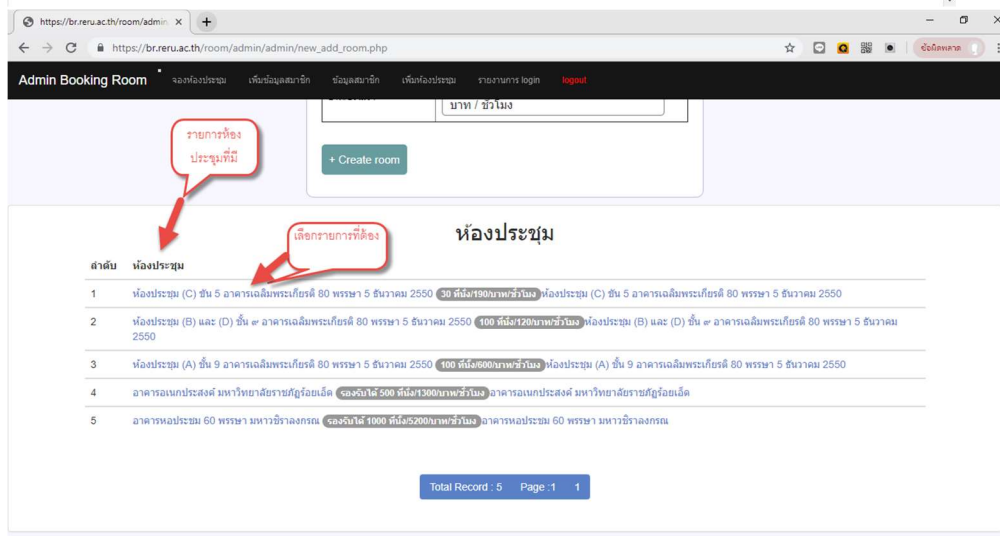 https://br.reru.ac.th/room/admin
https://br.reru.ac.th/room/admin/admin/new_add_room.php
ข้อผิดพลาด
Admin Booking Room จองห้องประชุม เพิ่มข้อมูลสมาชิก ข้อมูลสมาชิก เพิ่มห้องประชุม รายงานการ login logout
บาท / ชั่วโมง
+ Create room
รายการห้อง
ประชุมที่มี
ห้องประชุม
เลือกรายการที่ต้อง
ลำดับ ห้องประชุม
1 ห้องประชุม (C) ชั้น 5 อาคารเฉลิมพระเกียรติ 80 พรรษา 5 ธันวาคม 2550 30 ที่นั่ง/190/บาท/ชั่วโมง ห้องประชุม (C) ชั้น 5 อาคารเฉลิมพระเกียรติ 80 พรรษา 5 ธันวาคม 2550
2 ห้องประชุม (B) และ (D) ชั้น ๙ อาคารเฉลิมพระเกียรติ 80 พรรษา 5 ธันวาคม 2550 100 ที่นั่ง/120/บาท/ชั่วโมง ห้องประชุม (B) และ (D) ชั้น ๙ อาคารเฉลิมพระเกียรติ 80 พรรษา 5 ธันวาคม
2550
3 ห้องประชุม (A) ชั้น 9 อาคารเฉลิมพระเกียรติ 80 พรรษา 5 ธันวาคม 2550 100 ที่นั่ง/600/บาท/ชั่วโมง ห้องประชุม (A) ชั้น 9 อาคารเฉลิมพระเกียรติ 80 พรรษา 5 ธันวาคม 2550
4 อาคารอเนกประสงค์ มหาวิทยาลัยราชภัฏร้อยเอ็ด รองรับได้ 500 ที่นั่ง/1300/บาท/ชั่วโมง อาคารอเนกประสงค์ มหาวิทยาลัยราชภัฏร้อยเอ็ด
5 อาคารหอประชุม 60 พรรษา มหาวชิราลงกรณ รองรับได้ 1000 ที่นั่ง/5200/บาท/ชั่วโมง อาคารหอประชุม 60 พรรษา มหาวชิราลงกรณ
Total Record : 5 Page :1 1